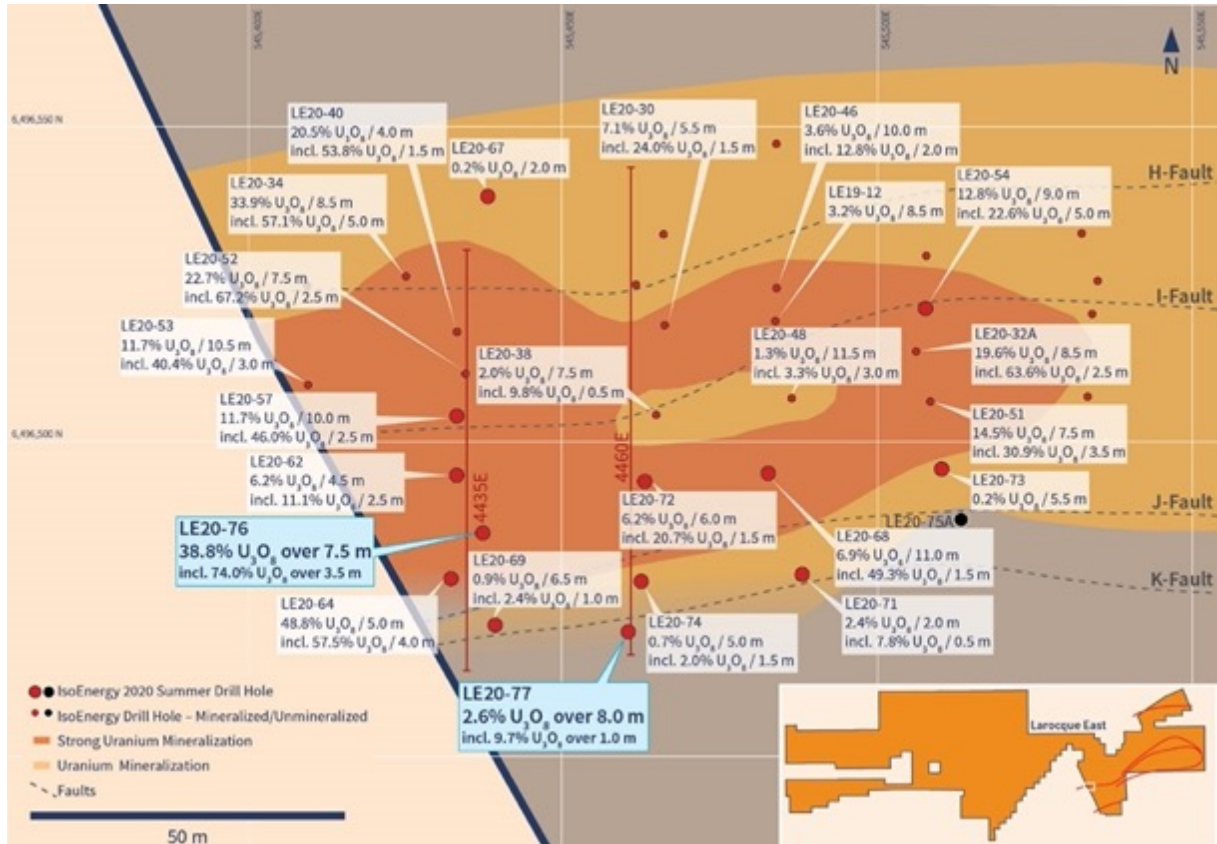 545,400E
545,450E
545,500E
545,550E
N
6,496,550 N
6,496,500 N
LE20-40
20.5% U₃O₈ / 4.0 m
incl. 53.8% U₃O₈ / 1.5 m
LE20-67
0.2% U₃O₈ / 2.0 m
LE20-30
7.1% U₃O₈ / 5.5 m
incl. 24.0% U₃O₈ / 1.5 m
LE20-46
3.6% U₃O₈ / 10.0 m
incl. 12.8% U₃O₈ / 2.0 m
H-Fault
LE20-34
33.9% U₃O₈ / 8.5 m
incl. 57.1% U₃O₈ / 5.0 m
LE19-12
3.2% U₃O₈ / 8.5 m
LE20-54
12.8% U₃O₈ / 9.0 m
incl. 22.6% U₃O₈ / 5.0 m
LE20-52
22.7% U₃O₈ / 7.5 m
incl. 67.2% U₃O₈ / 2.5 m
I-Fault
LE20-53
11.7% U₃O₈ / 10.5 m
incl. 40.4% U₃O₈ / 3.0 m
LE20-38
2.0% U₃O₈ / 7.5 m
incl. 9.8% U₃O₈ / 0.5 m
LE20-48
1.3% U₃O₈ / 11.5 m
incl. 3.3% U₃O₈ / 3.0 m
LE20-32A
19.6% U₃O₈ / 8.5 m
incl. 63.6% U₃O₈ / 2.5 m
LE20-57
11.7% U₃O₈ / 10.0 m
incl. 46.0% U₃O₈ / 2.5 m
LE20-51
14.5% U₃O₈ / 7.5 m
incl. 30.9% U₃O₈ / 3.5 m
LE20-62
6.2% U₃O₈ / 4.5 m
incl. 11.1% U₃O₈ / 2.5 m
4435E
4460E
LE20-72
6.2% U₃O₈ / 6.0 m
incl. 20.7% U₃O₈ / 1.5 m
LE20-73
0.2% U₃O₈ / 5.5 m
J-Fault
LE20-75A
LE20-76
38.8% U₃O₈ over 7.5 m
incl. 74.0% U₃O₈ over 3.5 m
LE20-68
6.9% U₃O₈ / 11.0 m
incl. 49.3% U₃O₈ / 1.5 m
K-Fault
LE20-69
0.9% U₃O₈ / 6.5 m
incl. 2.4% U₃O₈ / 1.0 m
LE20-64
48.8% U₃O₈ / 5.0 m
incl. 57.5% U₃O₈ / 4.0 m
LE20-74
0.7% U₃O₈ / 5.0 m
incl. 2.0% U₃O₈ / 1.5 m
LE20-71
2.4% U₃O₈ / 2.0 m
incl. 7.8% U₃O₈ / 0.5 m
LE20-77
2.6% U₃O₈ over 8.0 m
incl. 9.7% U₃O₈ over 1.0 m
IsoEnergy 2020 Summer Drill Hole
IsoEnergy Drill Hole – Mineralized/Unmineralized
Strong Uranium Mineralization
Uranium Mineralization
Faults
50 m
Larocque East